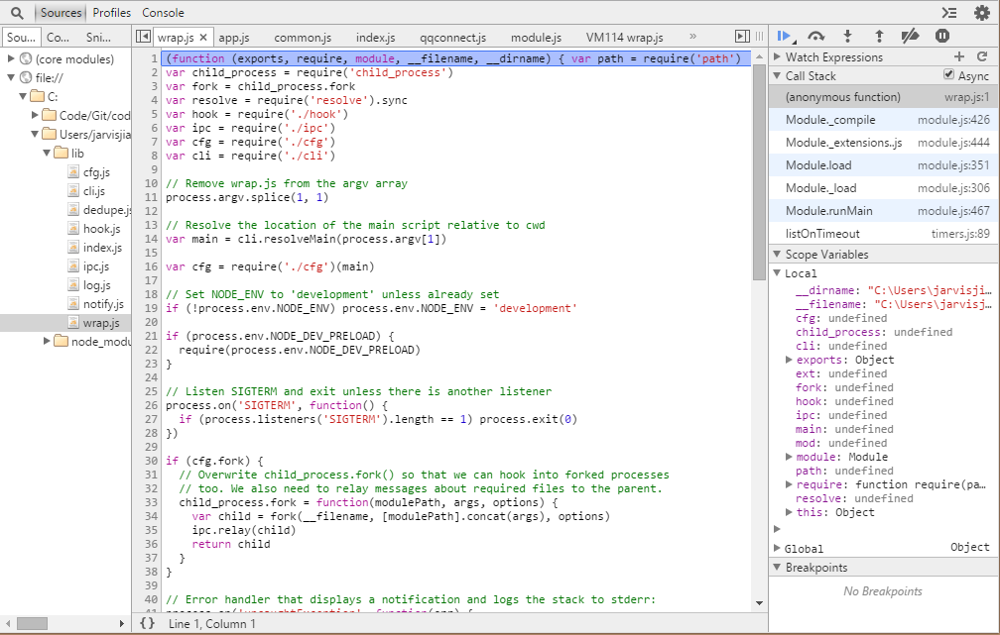 Sources Profiles Console
Sou... Co... Sni...
(core modules)
file://
C:
Code/Git/cod
Users/jarvisjia
lib
cfg.js
cli.js
dedupe.js
hook.js
index.js
ipc.js
log.js
notify.js
wrap.js
node_modu
wrap.js × app.js common.js index.js qqconnect.js module.js VM114 wrap.js »
1 (function (exports, require, module, __filename, __dirname) { var path = require('path')
2 var child_process = require('child_process')
3 var fork = child_process.fork
4 var resolve = require('resolve').sync
5 var hook = require('./hook')
6 var ipc = require('./ipc')
7 var cfg = require('./cfg')
8 var cli = require('./cli')
9
10 // Remove wrap.js from the argv array
11 process.argv.splice(1, 1)
12
13 // Resolve the location of the main script relative to cwd
14 var main = cli.resolveMain(process.argv[1])
15
16 var cfg = require('./cfg')(main)
17
18 // Set NODE_ENV to 'development' unless already set
19 if (!process.env.NODE_ENV) process.env.NODE_ENV = 'development'
20
21 if (process.env.NODE_DEV_PRELOAD) {
22 require(process.env.NODE_DEV_PRELOAD)
23 }
24
25 // Listen SIGTERM and exit unless there is another listener
26 process.on('SIGTERM', function() {
27 if (process.listeners('SIGTERM').length == 1) process.exit(0)
28 })
29
30 if (cfg.fork) {
31 // Overwrite child_process.fork() so that we can hook into forked processes
32 // too. We also need to relay messages about required files to the parent.
33 child_process.fork = function(modulePath, args, options) {
34 var child = fork(__filename, [modulePath].concat(args), options)
35 ipc.relay(child)
36 return child
37 }
38 }
39
40 // Error handler that displays a notification and logs the stack to stderr:
41 process.on('uncaughtException', function(err) {
{} Line 1, Column 1
Watch Expressions
Call Stack Async
(anonymous function) wrap.js:1
Module._compile module.js:426
Module._extensions..js module.js:444
Module.load module.js:351
Module._load module.js:306
Module.runMain module.js:467
listOnTimeout timers.js:89
Scope Variables
Local
__dirname: "C:\Users\jarvisji...
__filename: "C:\Users\jarvisj...
cfg: undefined
child_process: undefined
cli: undefined
exports: Object
ext: undefined
fork: undefined
hook: undefined
ipc: undefined
main: undefined
mod: undefined
module: Module
path: undefined
require: function require(pa...
resolve: undefined
this: Object
Global Object
Breakpoints
No Breakpoints